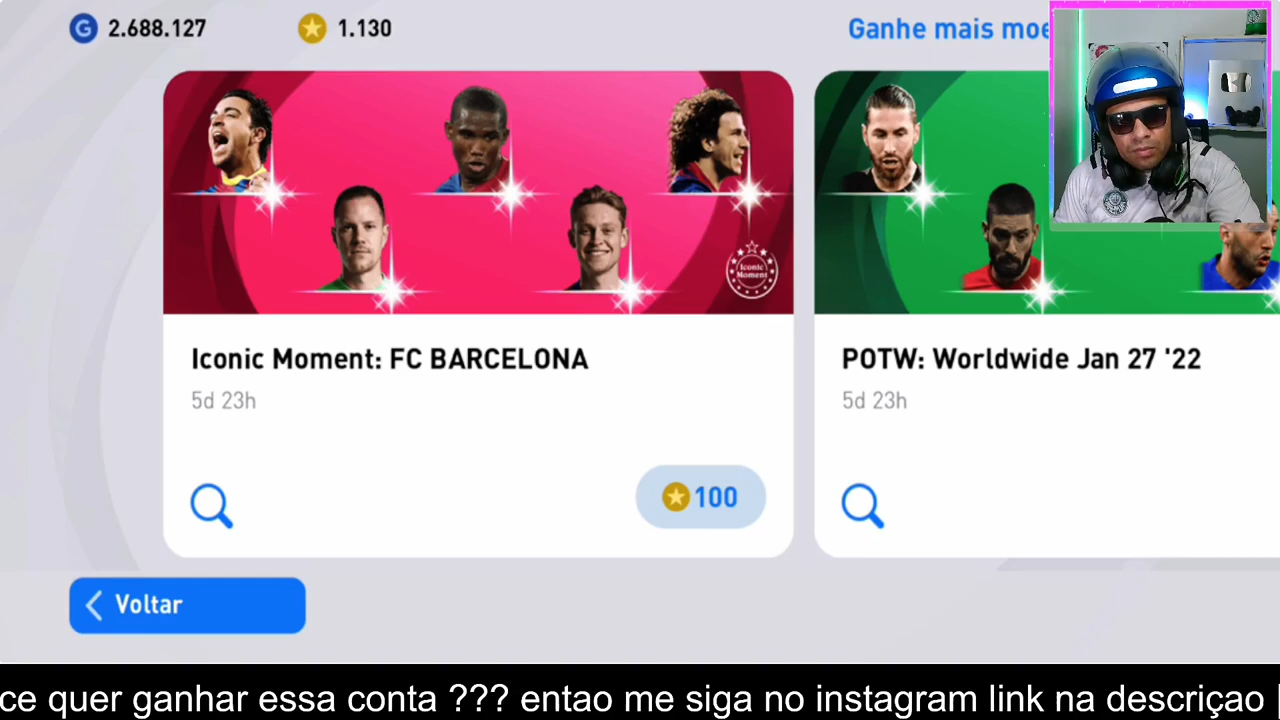 G 2.688.127
1.130
Ganhe mais moe
Iconic Moment
Iconic Moment: FC BARCELONA
5d 23h
100
POTW: Worldwide Jan 27 '22
5d 23h
Voltar
ce quer ganhar essa conta ??? entao me siga no instagram link na descriçao |